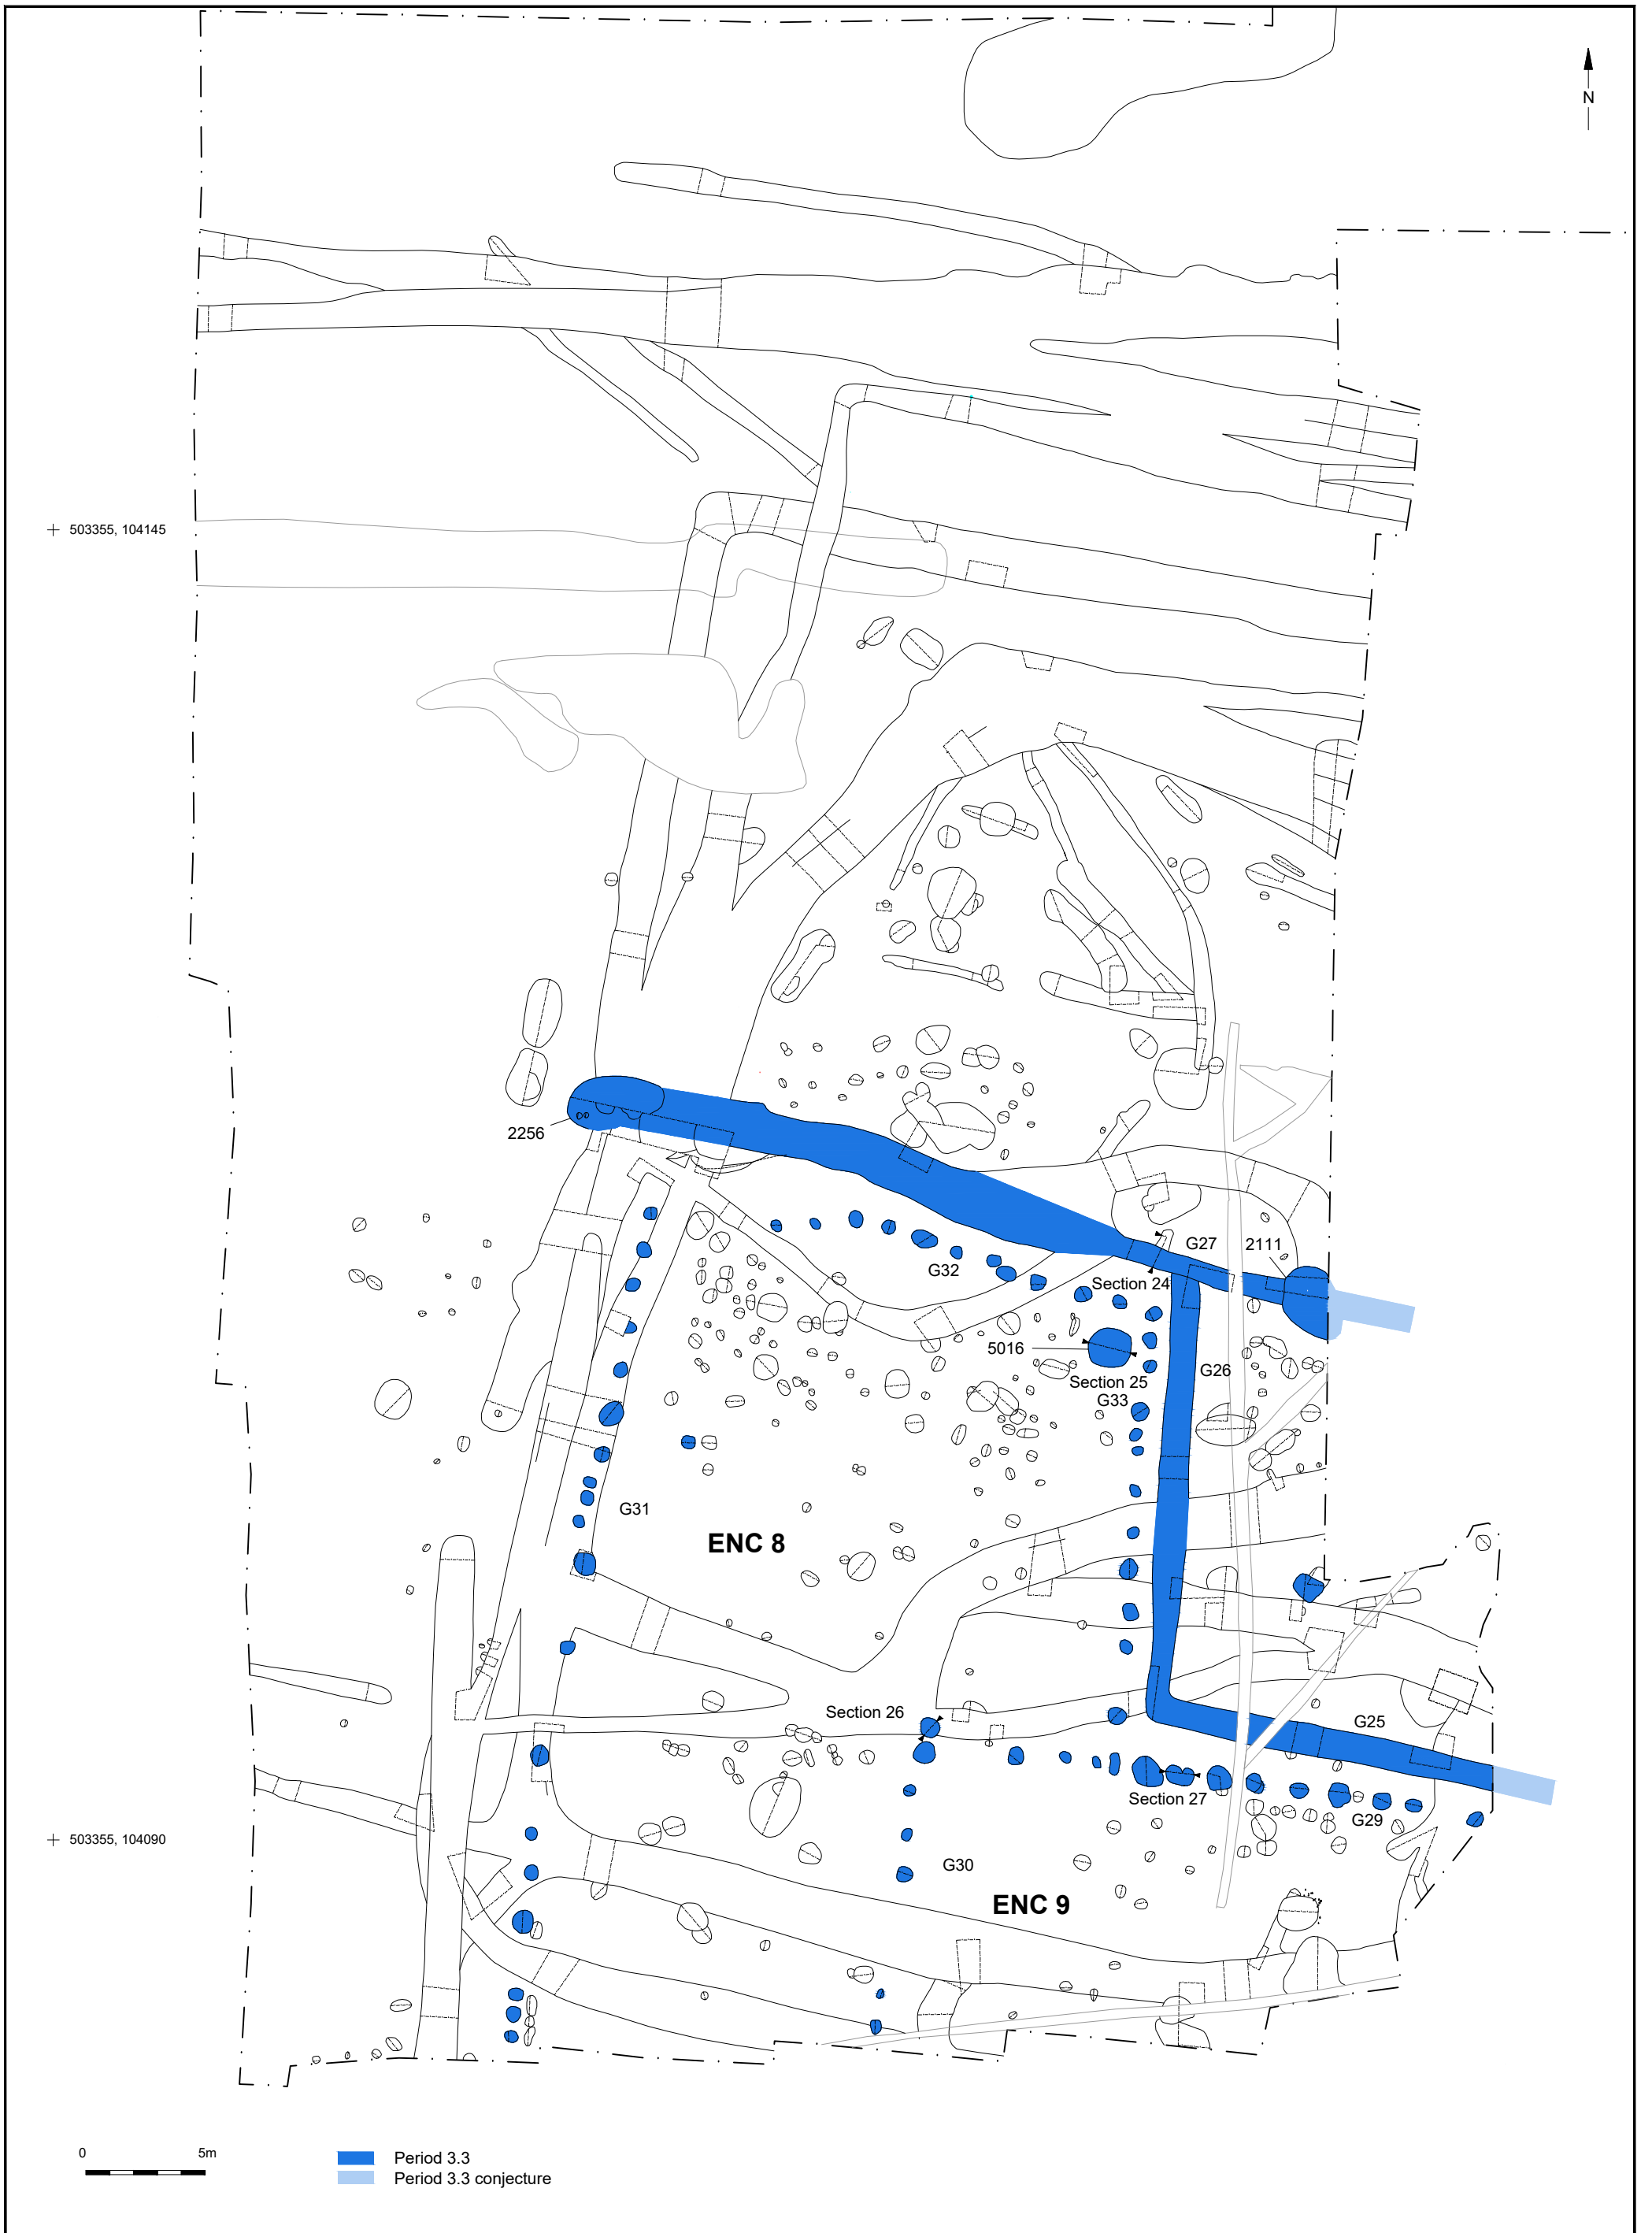 N
503355, 104145
2256
G27
2111
G32
Section 24
5016
G26
Section 25
G33
G31
ENC 8
Section 26
G25
Section 27
G29
503355, 104090
G30
ENC 9
0 5m
Period 3.3
Period 3.3 conjecture